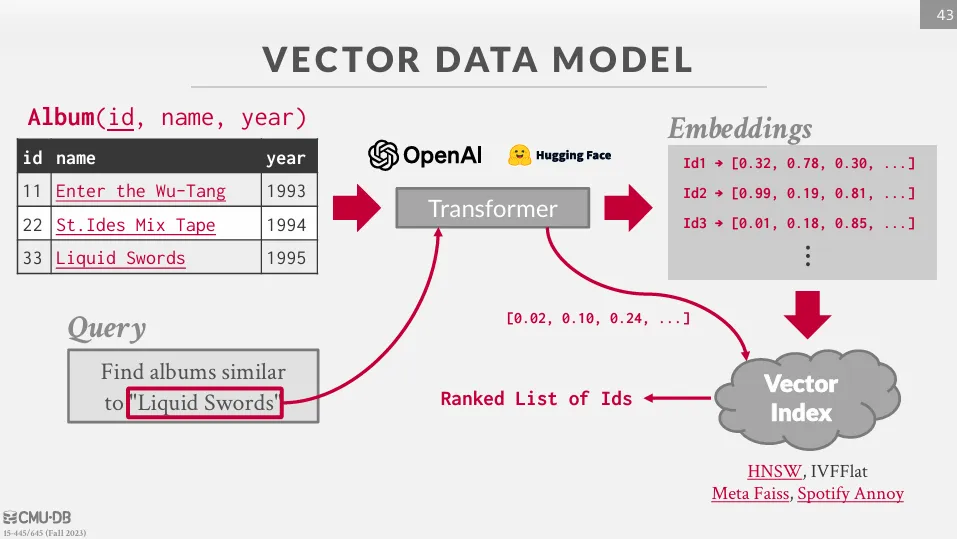 43
VECTOR DATA MODEL
Album(id, name, year)
id name year
11 Enter the Wu-Tang 1993
22 St.Ides Mix Tape 1994
33 Liquid Swords 1995
OpenAI
Hugging Face
Transformer
Embeddings
Id1 → [0.32, 0.78, 0.30, ...]
Id2 → [0.99, 0.19, 0.81, ...]
Id3 → [0.01, 0.18, 0.85, ...]
⋮
Query
Find albums similar
to "Liquid Swords"
[0.02, 0.10, 0.24, ...]
Ranked List of Ids
Vector
Index
HNSW, IVFFlat
Meta Faiss, Spotify Annoy
CMU·DB
15-445/645 (Fall 2023)